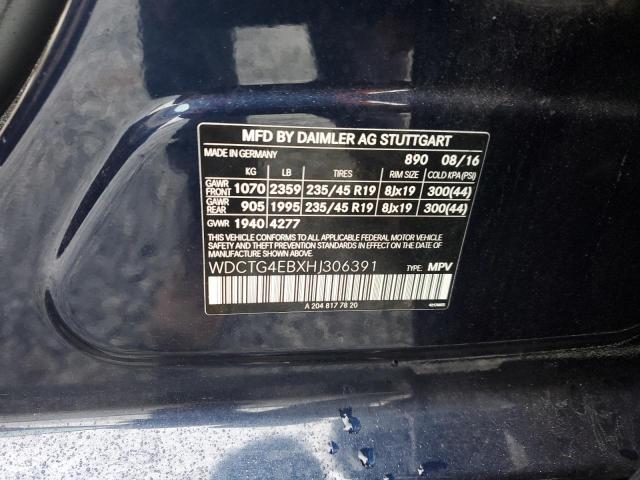 MFD BY DAIMLER AG STUTTGART
MADE IN GERMANY 890 08/16
KG LB TIRES RIM SIZE COLD KPA (PSI)
GAWR FRONT 1070 2359 235/45 R19 8Jx19 300(44)
GAWR REAR 905 1995 235/45 R19 8Jx19 300(44)
GVWR 1940 4277
THIS VEHICLE CONFORMS TO ALL APPLICABLE FEDERAL MOTOR VEHICLE
SAFETY, BUMPER, AND THEFT PREVENTION STANDARDS IN EFFECT ON THE DATE OF
MANUFACTURE SHOWN ABOVE.
WDCTG4EBXHJ306391 TYPE: MPV
A 204 817 78 20